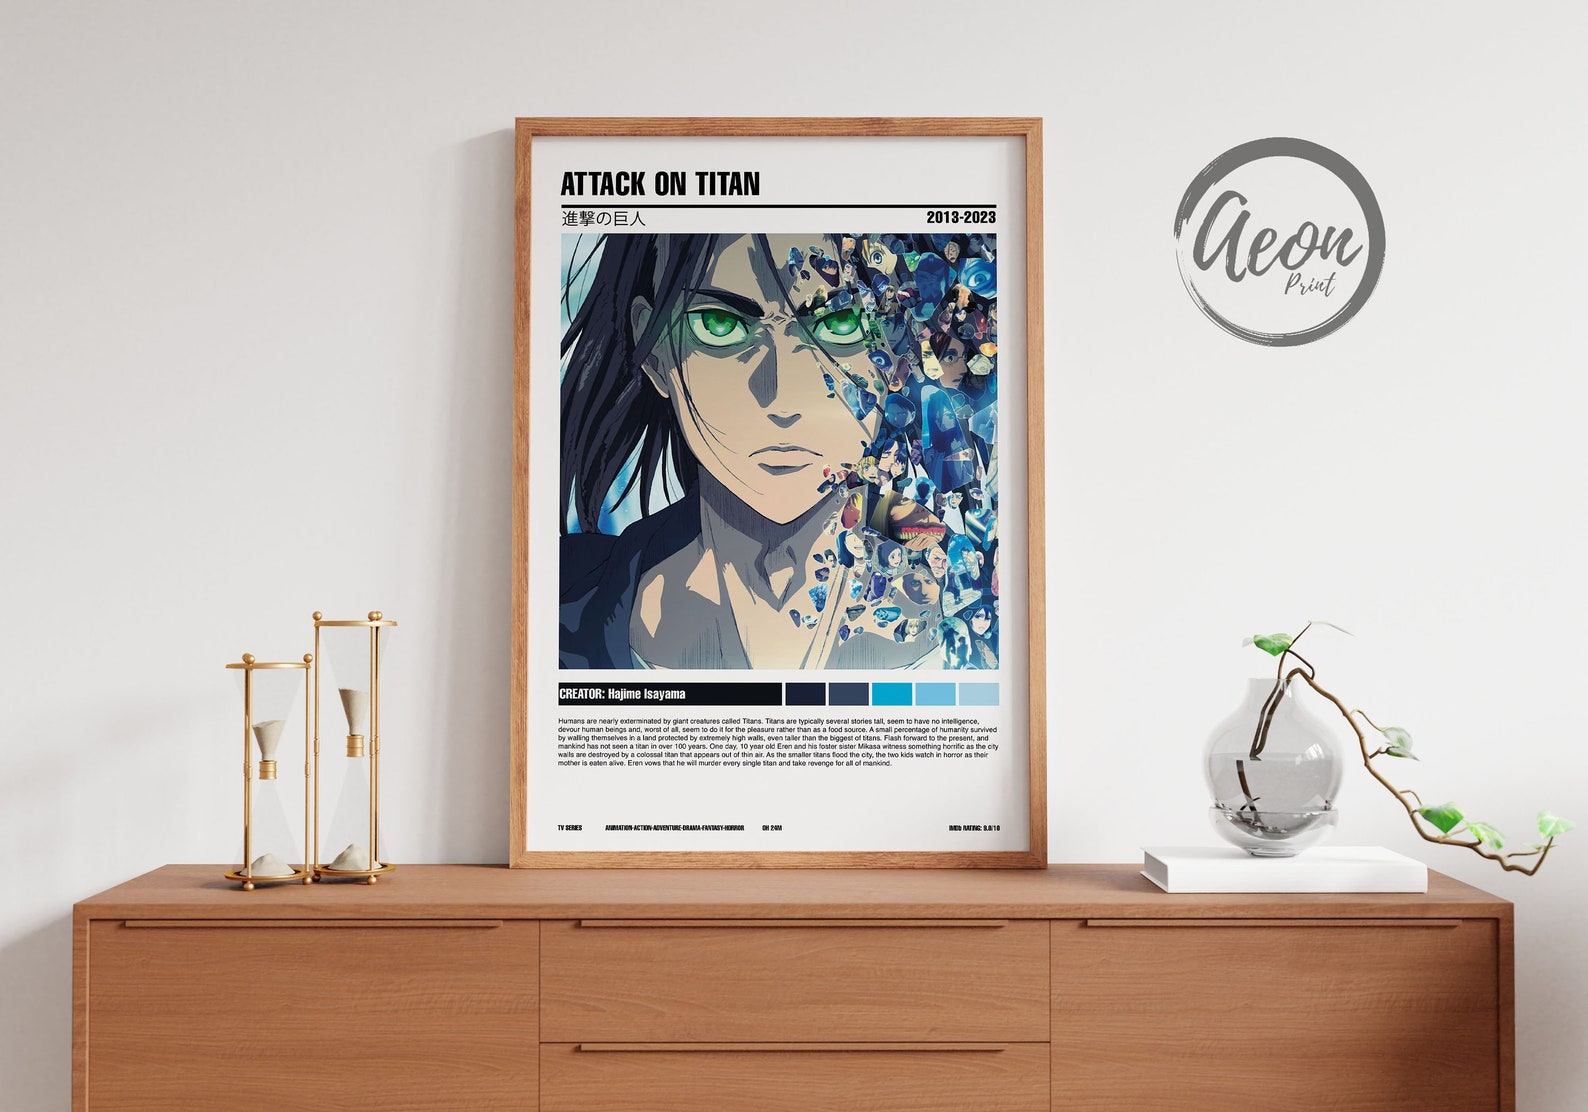 ATTACK ON TITAN
進撃の巨人
2013-2023
CREATOR: Hajime Isayama
Humans are nearly exterminated by giant creatures called Titans. Titans are typically several stories tall, seem to have no intelligence,
devour human beings and, worst of all, seem to do it for the pleasure rather than as a food source. A small percentage of humanity survived
by walling themselves in a land protected by extremely high walls, even taller than the biggest of titans. Flash forward to the present, and
mankind has not seen a titan in over 100 years. One day, 10 year old Eren and his foster sister Mikasa witness something horrific as the city
walls are destroyed by a colossal titan that appears out of thin air. As the smaller titans flood the city, the two kids watch in horror as their
mother is eaten alive. Eren vows that he will murder every single titan and take revenge for all of mankind.
TV SERIES ANIMATION-ACTION-ADVENTURE-DRAMA-FANTASY-HORROR 0H 24M IMDb RATING: 9.0/10
aeon
Print